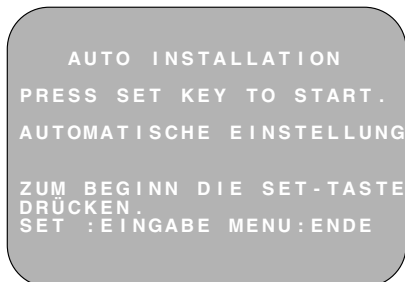 AUTO INSTALLATION
PRESS SET KEY TO START.
AUTOMATISCHE EINSTELLUNG
ZUM BEGINN DIE SET-TASTE
DRÜCKEN.
SET :EINGABE MENU:ENDE